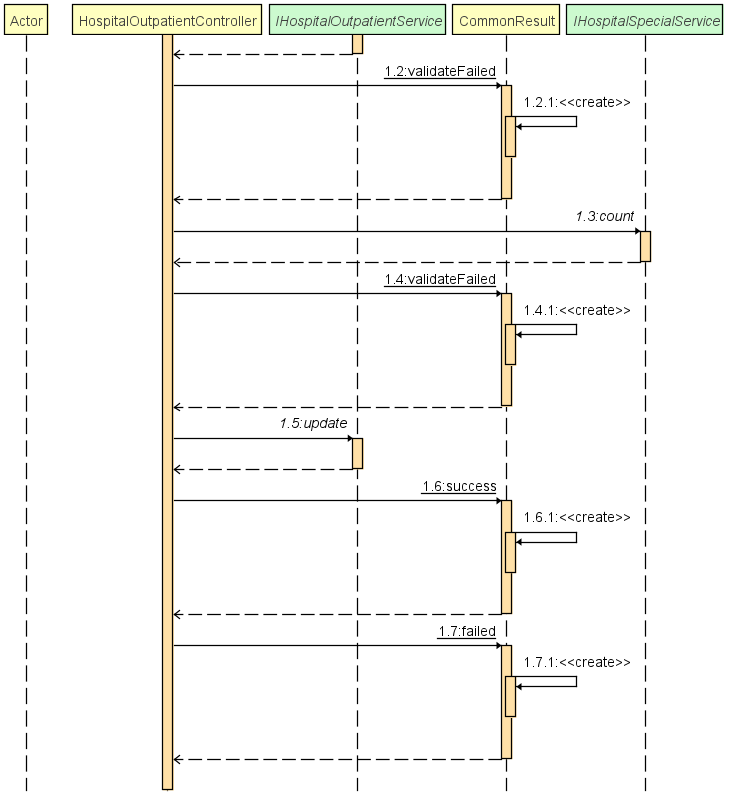 Actor
HospitalOutpatientController
IHospitalOutpatientService
CommonResult
IHospitalSpecialService
1.2:validateFailed
1.2.1:<<create>>
1.3:count
1.4:validateFailed
1.4.1:<<create>>
1.5:update
1.6:success
1.6.1:<<create>>
1.7:failed
1.7.1:<<create>>